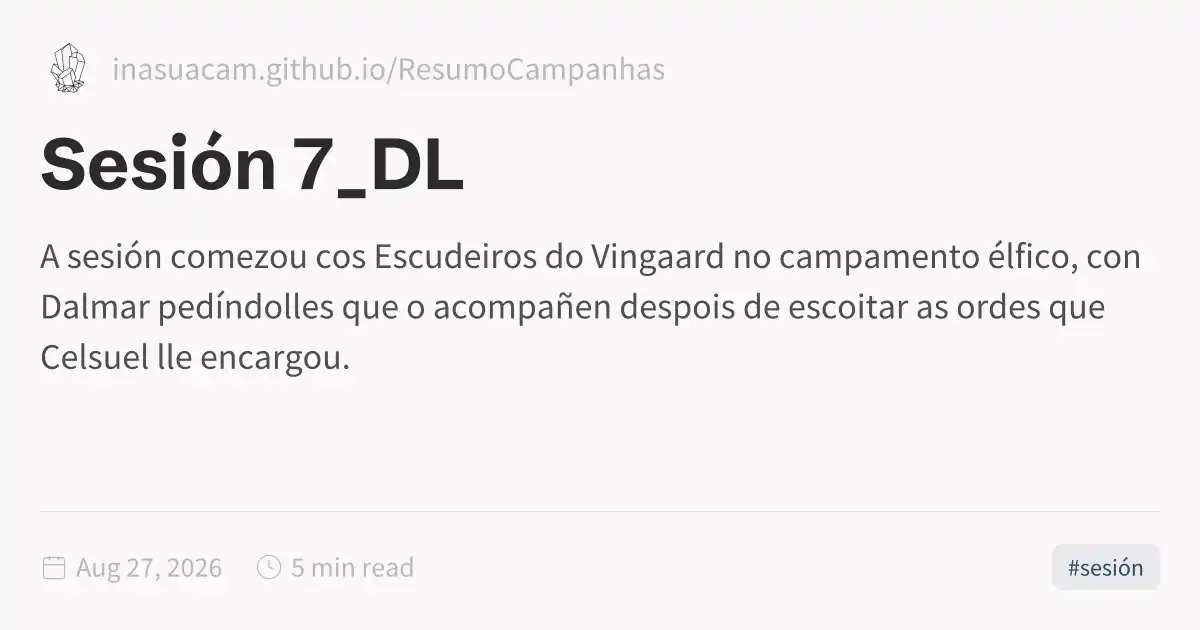 inasuacam.github.io/ResumoCampanhas
Sesión 7_DL
A sesión comezou cos Escudeiros do Vingaard no campamento élfico, con
Dalmar pedíndolles que o acompañen despois de escoitar as ordes que
Celsuel lle encargou.
Aug 27, 2026
5 min read
#sesión